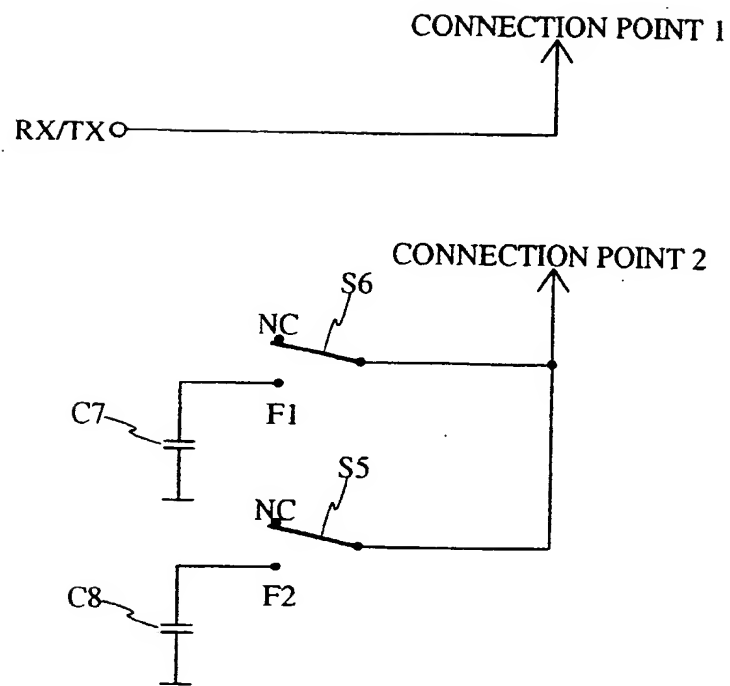 CONNECTION POINT 1
RX/TX
CONNECTION POINT 2
S6
NC
C7
F1
S5
NC
C8
F2